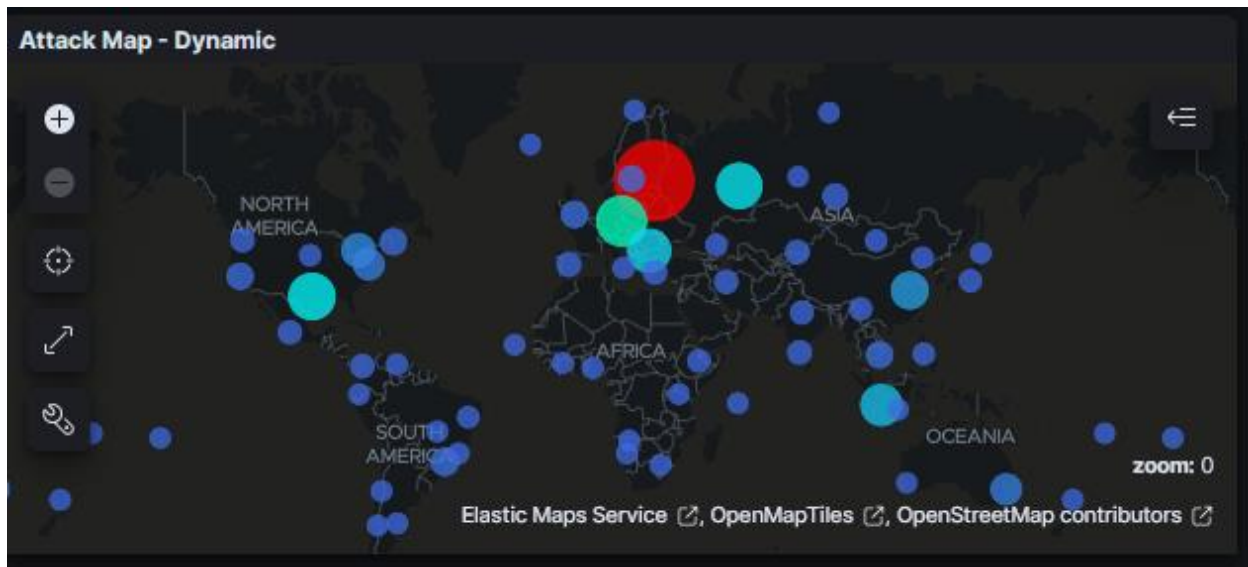 Attack Map - Dynamic
NORTH
AMERICA
ASIA
AFRICA
SOUTH
AMERICA
OCEANIA
zoom: 0
Elastic Maps Service , OpenMapTiles , OpenStreetMap contributors